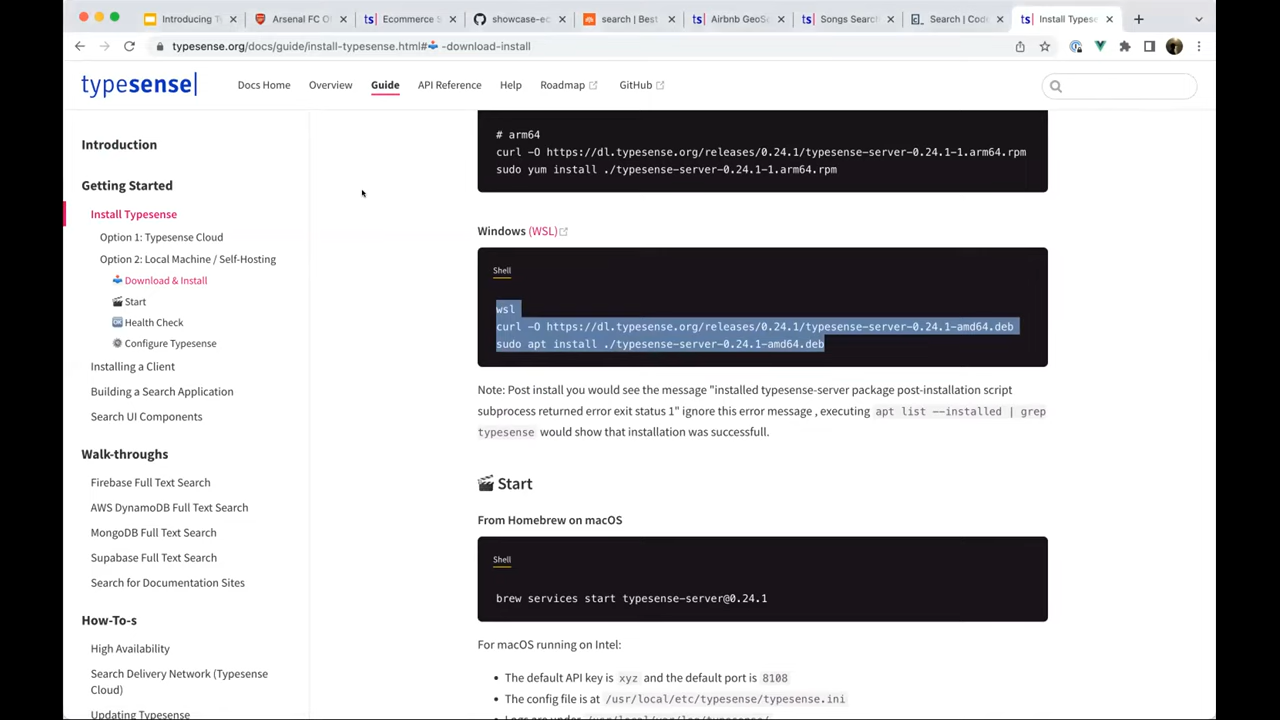 Introducing T
Arsenal FC O
Ecommerce S
showcase-ec
search | Best
Airbnb GeoS
Songs Searc
Search | Cod
Install Typese
typesense.org/docs/guide/install-typesense.html#📥-download-install
typesense|
Docs Home
Overview
Guide
API Reference
Help
Roadmap
GitHub
Introduction
Getting Started
Install Typesense
Option 1: Typesense Cloud
Option 2: Local Machine / Self-Hosting
📥 Download & Install
🎬 Start
🆗 Health Check
Configure Typesense
Installing a Client
Building a Search Application
Search UI Components
Walk-throughs
Firebase Full Text Search
AWS DynamoDB Full Text Search
MongoDB Full Text Search
Supabase Full Text Search
Search for Documentation Sites
How-To-s
High Availability
Search Delivery Network (Typesense
Cloud)
Updating Typesense
# arm64
curl -O https://dl.typesense.org/releases/0.24.1/typesense-server-0.24.1-1.arm64.rpm
sudo yum install ./typesense-server-0.24.1-1.arm64.rpm
Windows (WSL)
Shell
wsl
curl -O https://dl.typesense.org/releases/0.24.1/typesense-server-0.24.1-amd64.deb
sudo apt install ./typesense-server-0.24.1-amd64.deb
Note: Post install you would see the message "installed typesense-server package post-installation script
subprocess returned error exit status 1" ignore this error message , executing apt list --installed | grep
typesense would show that installation was successfull.
🎬 Start
From Homebrew on macOS
Shell
brew services start typesense-server@0.24.1
For macOS running on Intel:
• The default API key is xyz and the default port is 8108
• The config file is at /usr/local/etc/typesense/typesense.ini
• Logs are under /usr/local/var/log/typesense/